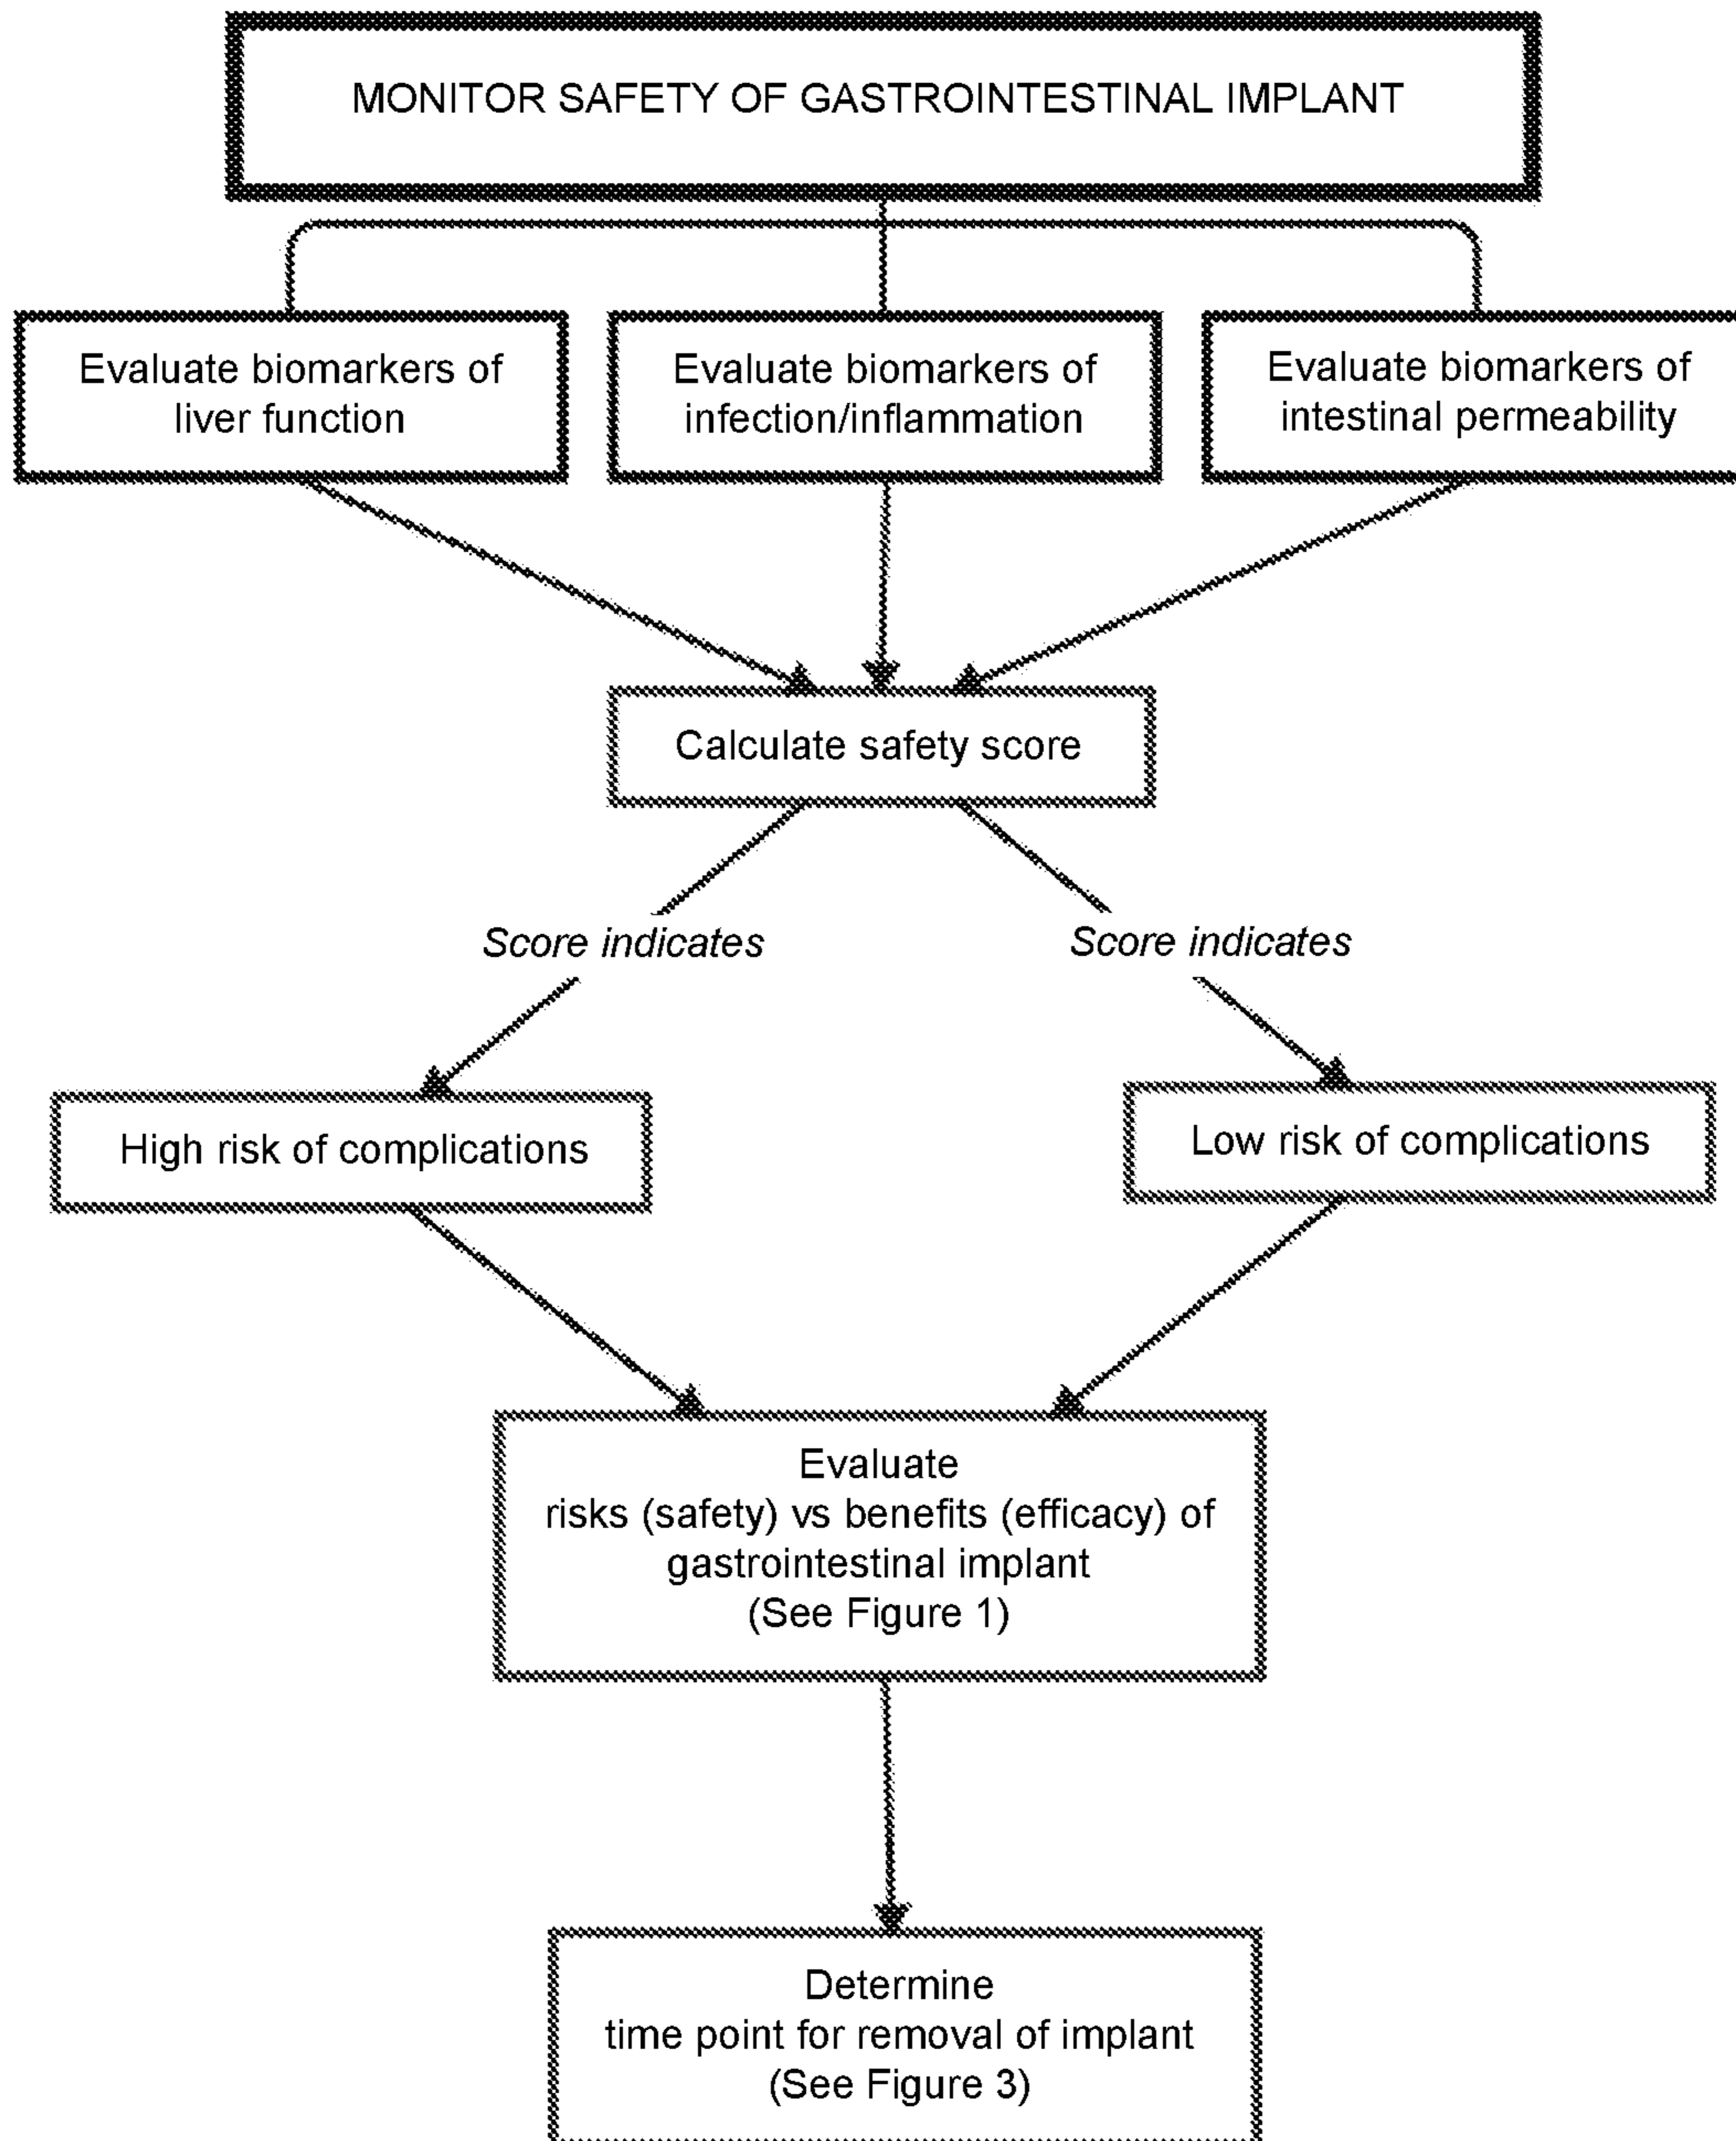 MONITOR SAFETY OF GASTROINTESTINAL IMPLANT
Evaluate biomarkers of
liver function
Evaluate biomarkers of
infection/inflammation
Evaluate biomarkers of
intestinal permeability
Calculate safety score
Score indicates
Score indicates
High risk of complications
Low risk of complications
Evaluate
risks (safety) vs benefits (efficacy) of
gastrointestinal implant
(See Figure 1)
Determine
time point for removal of implant
(See Figure 3)